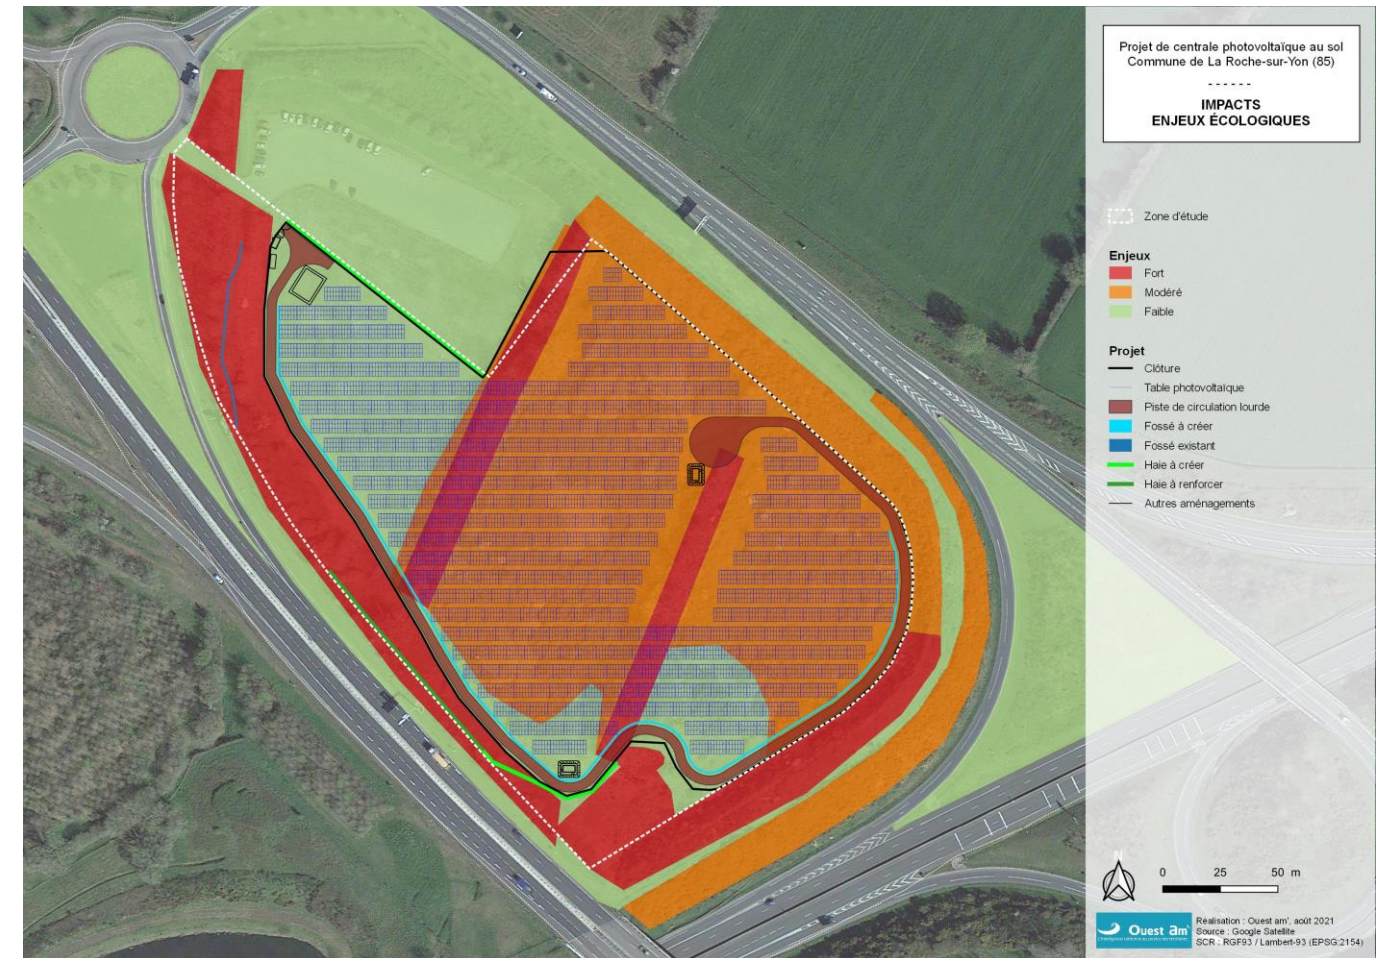 Projet de centrale photovoltaïque au sol
Commune de La Roche-sur-Yon (85)
- - - - - -
IMPACTS
ENJEUX ÉCOLOGIQUES
Zone d'étude
Enjeux
Fort
Modéré
Faible
Projet
Clôture
Table photovoltaïque
Piste de circulation lourde
Fossé à créer
Fossé existant
Haie à créer
Haie à renforcer
Autres aménagements
N
0 25 50 m
Ouest am'
Réalisation : Ouest am', août 2021
Source : Google Satellite
SCR : RGF93 / Lambert-93 (EPSG:2154)